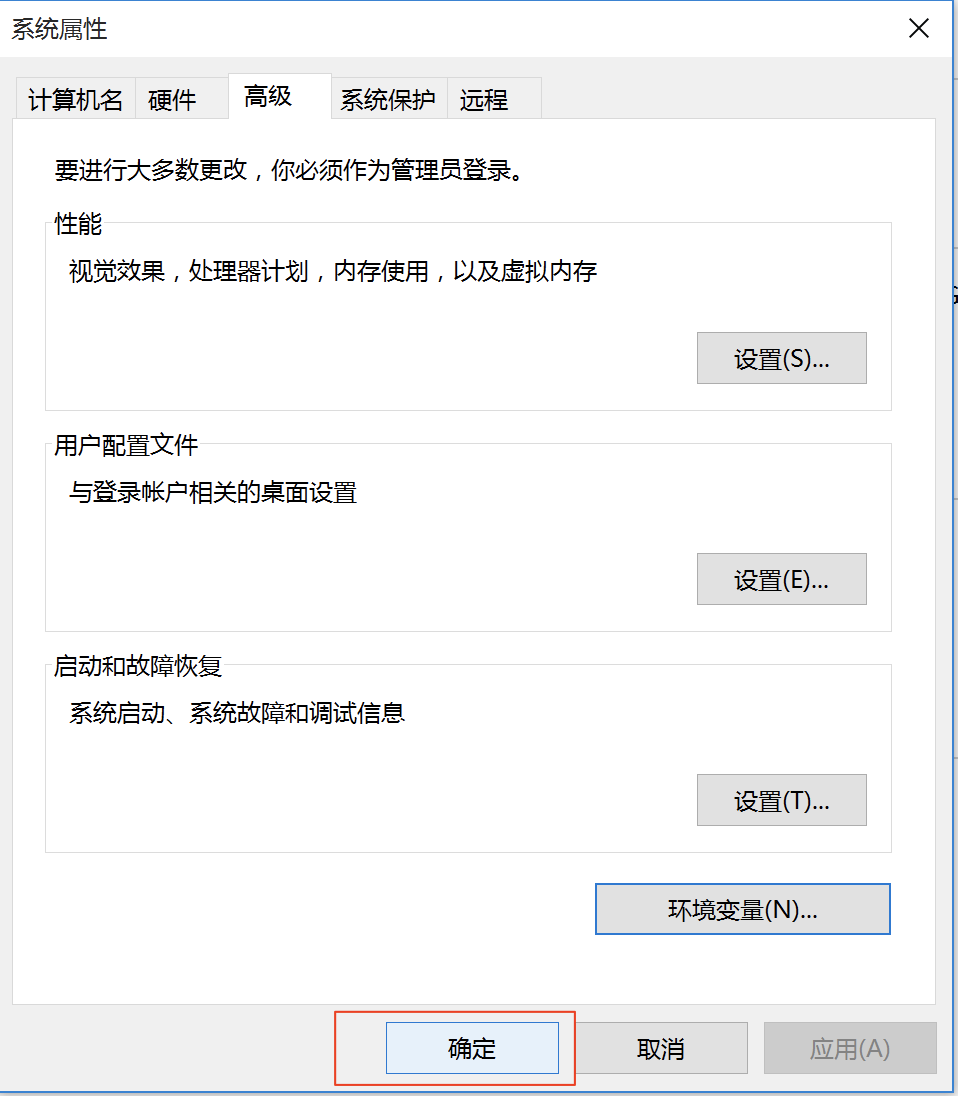 系统属性
计算机名 硬件 高级 系统保护 远程
要进行大多数更改，你必须作为管理员登录。
性能
视觉效果，处理器计划，内存使用，以及虚拟内存
设置(S)...
用户配置文件
与登录帐户相关的桌面设置
设置(E)...
启动和故障恢复
系统启动、系统故障和调试信息
设置(T)...
环境变量(N)...
确定 取消 应用(A)